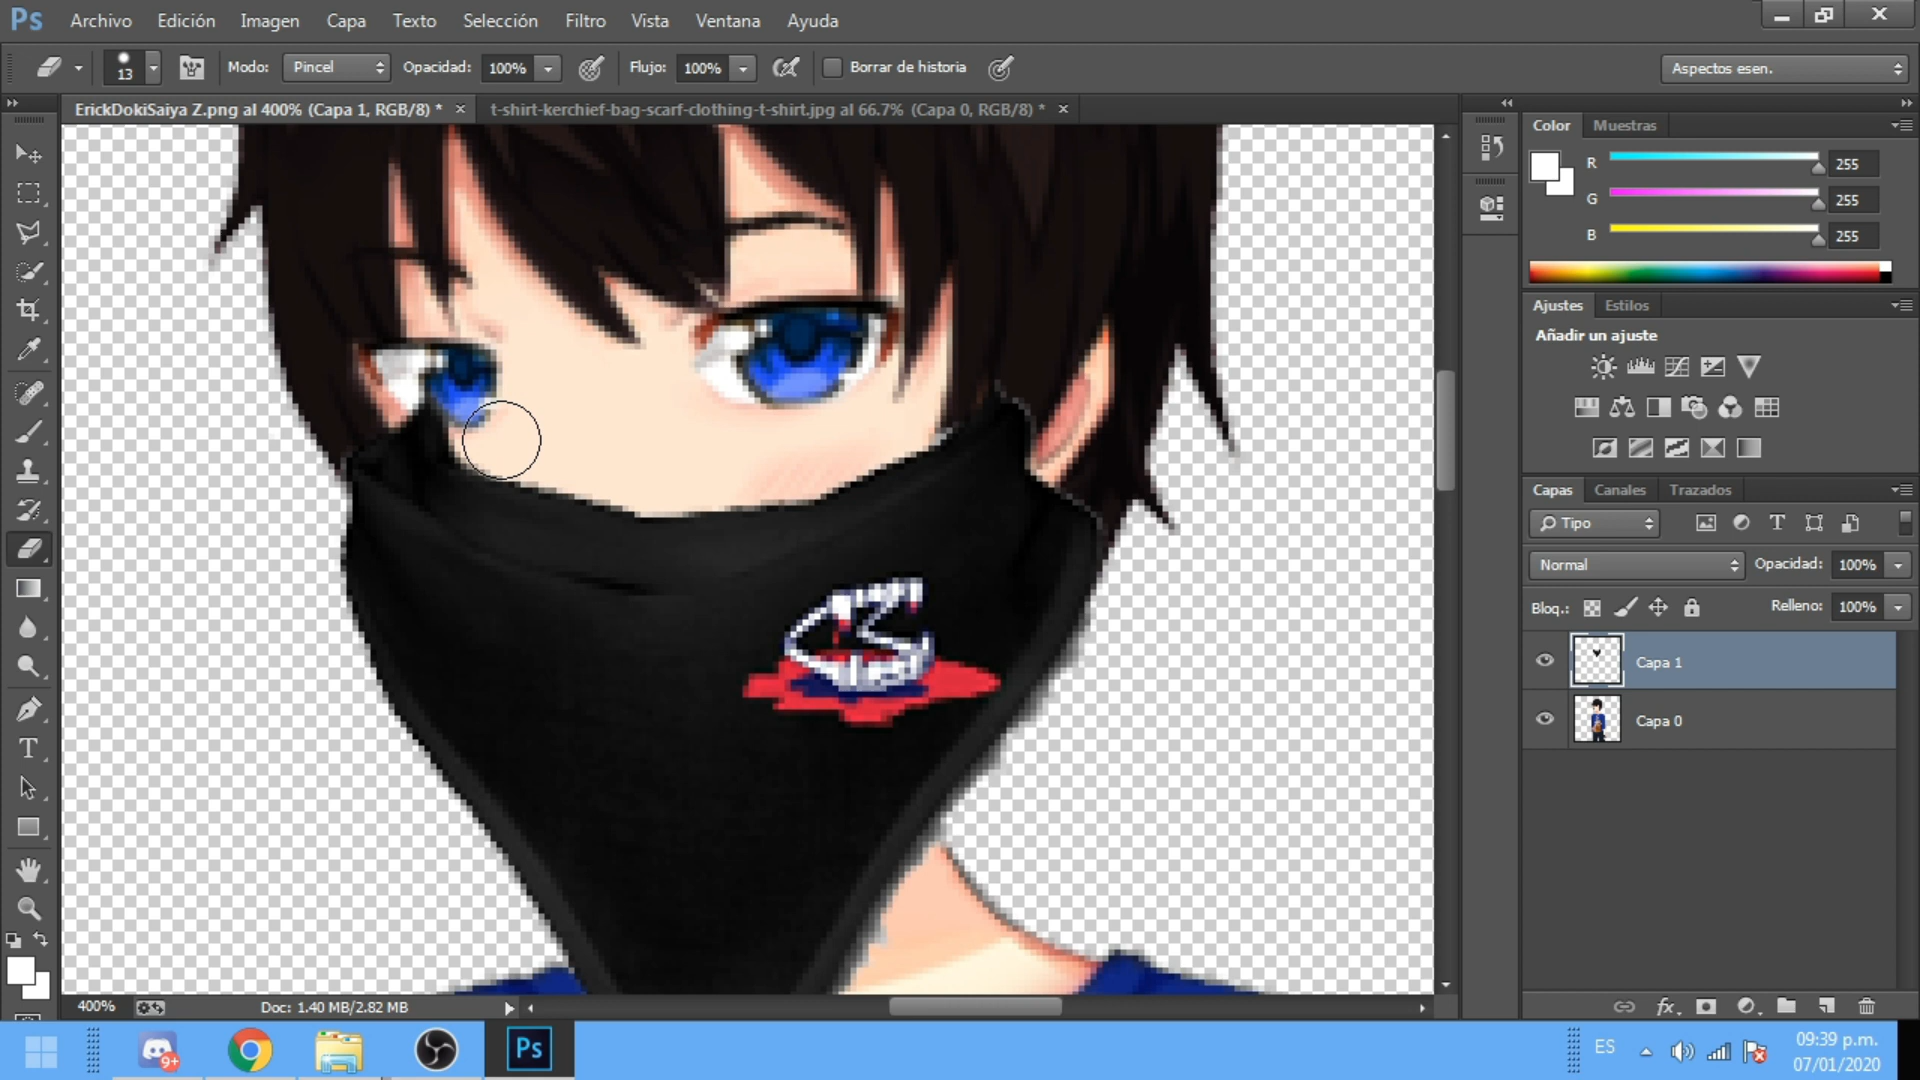 Ps Archivo Edición Imagen Capa Texto Selección Filtro Vista Ventana Ayuda
13 Modo: Pincel Opacidad: 100% Flujo: 100% Borrar de historia Aspectos esen.
ErickDokiSaiya Z.png al 400% (Capa 1, RGB/8) * t-shirt-kerchief-bag-scarf-clothing-t-shirt.jpg al 66.7% (Capa 0, RGB/8) *
Color Muestras
R 255
G 255
B 255
Ajustes Estilos
Añadir un ajuste
Capas Canales Trazados
Tipo
Normal Opacidad: 100%
Bloq.: Relleno: 100%
Capa 1
Capa 0
400% Doc: 1.40 MB/2.82 MB
fx
9+ Ps ES 09:39 p.m.
07/01/2020